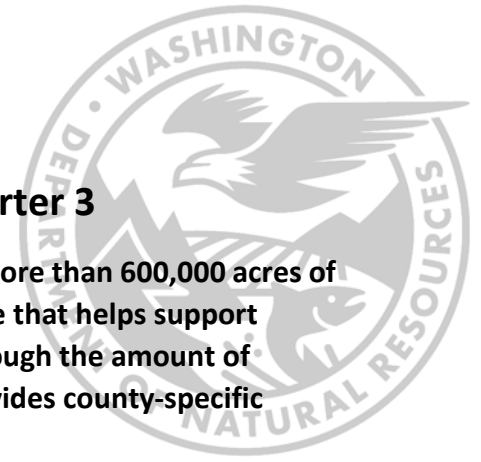 WASHINGTON
DEPARTMENT OF NATURAL RESOURCES
rter 3
ore than 600,000 acres of
e that helps support
ough the amount of
vides county-specific